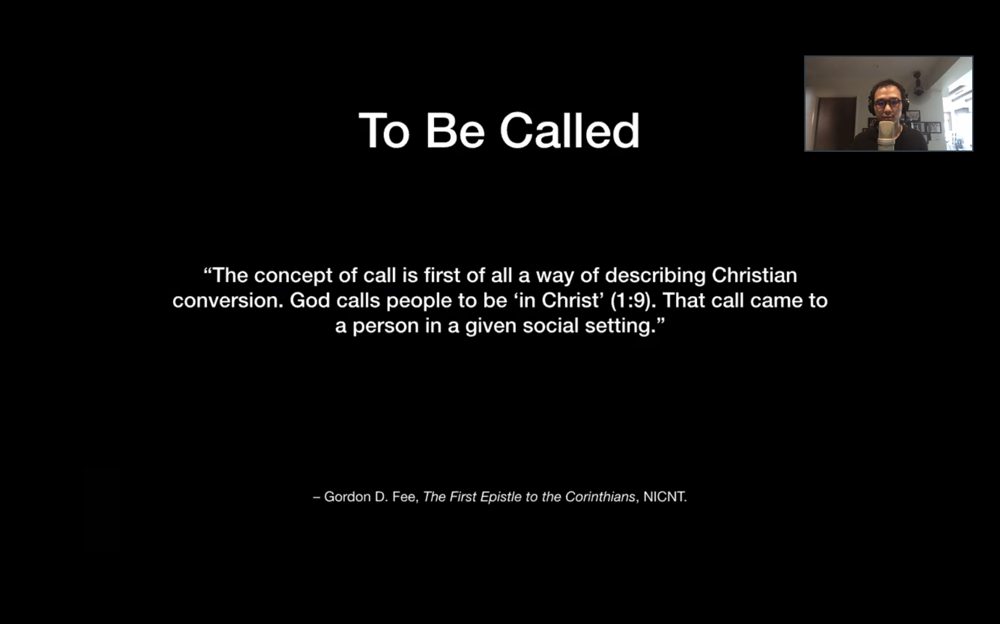 To Be Called
“The concept of call is first of all a way of describing Christian
conversion. God calls people to be ‘in Christ’ (1:9). That call came to
a person in a given social setting.”
– Gordon D. Fee, The First Epistle to the Corinthians, NICNT.